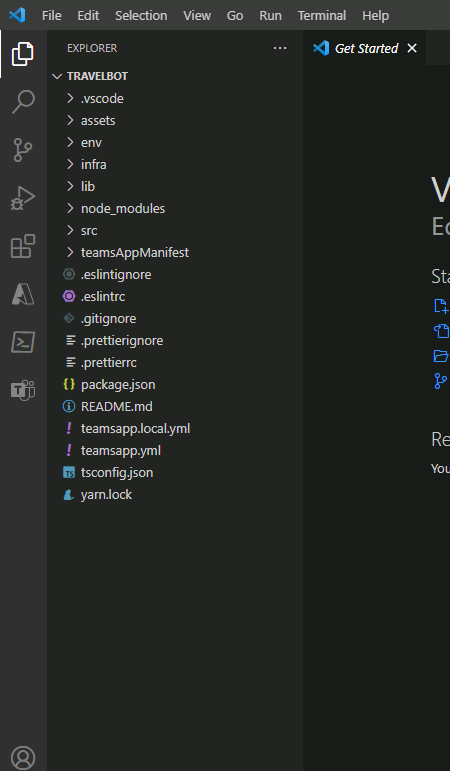 File Edit Selection View Go Run Terminal Help
EXPLORER
Get Started
TRAVELBOT
.vscode
assets
env
infra
lib
node_modules
src
teamsAppManifest
.eslintignore
.eslintrc
.gitignore
.prettierignore
.prettierrc
package.json
README.md
teamsapp.local.yml
teamsapp.yml
tsconfig.json
yarn.lock
V
Ed
Sta
Re
You